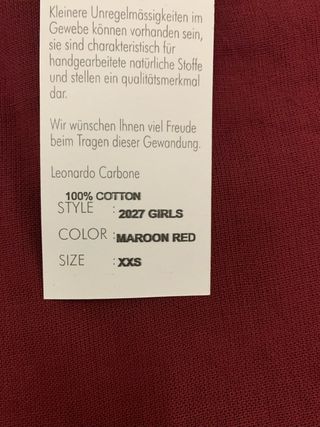 Kleinere Unregelmässigkeiten im
Gewebe können vorhanden sein,
sie sind charakteristisch für
handgearbeitete natürliche Stoffe
und stellen ein qualitätsmerkmal
dar.
Wir wünschen Ihnen viel Freude
beim Tragen dieser Gewandung.
Leonardo Carbone
100% COTTON
STYLE : 2027 GIRLS
COLOR : MAROON RED
SIZE : XXS